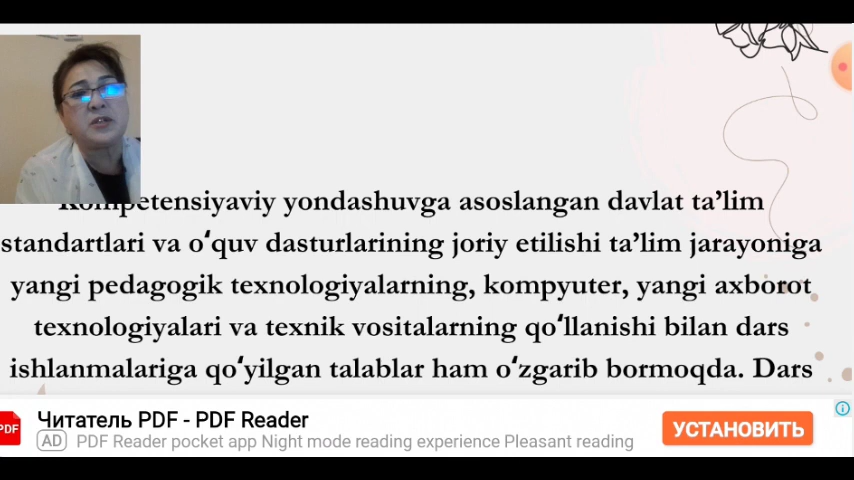 Kompetensiyaviy yondashuvga asoslangan davlat ta’lim
standartlari va o‘quv dasturlarining joriy etilishi ta’lim jarayoniga
yangi pedagogik texnologiyalarning, kompyuter, yangi axborot
texnologiyalari va texnik vositalarning qo‘llanishi bilan dars
ishlanmalariga qo‘yilgan talablar ham o‘zgarib bormoqda. Dars
PDF
Читатель PDF - PDF Reader
AD PDF Reader pocket app Night mode reading experience Pleasant reading
УСТАНОВИТЬ